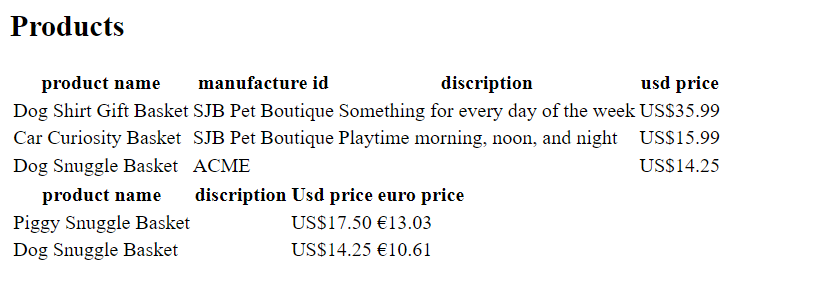 Products
product name manufacture id discription usd price
Dog Shirt Gift Basket SJB Pet Boutique Something for every day of the week US$35.99
Car Curiosity Basket SJB Pet Boutique Playtime morning, noon, and night US$15.99
Dog Snuggle Basket ACME US$14.25
product name discription Usd price euro price
Piggy Snuggle Basket US$17.50 €13.03
Dog Snuggle Basket US$14.25 €10.61